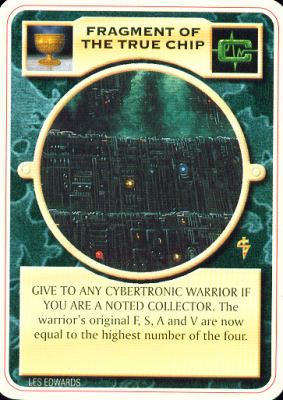 FRAGMENT OF
THE TRUE CHIP
GIVE TO ANY CYBERTRONIC WARRIOR IF
YOU ARE A NOTED COLLECTOR. The
warrior's original F, S, A and V are now
equal to the highest number of the four.
LES EDWARDS